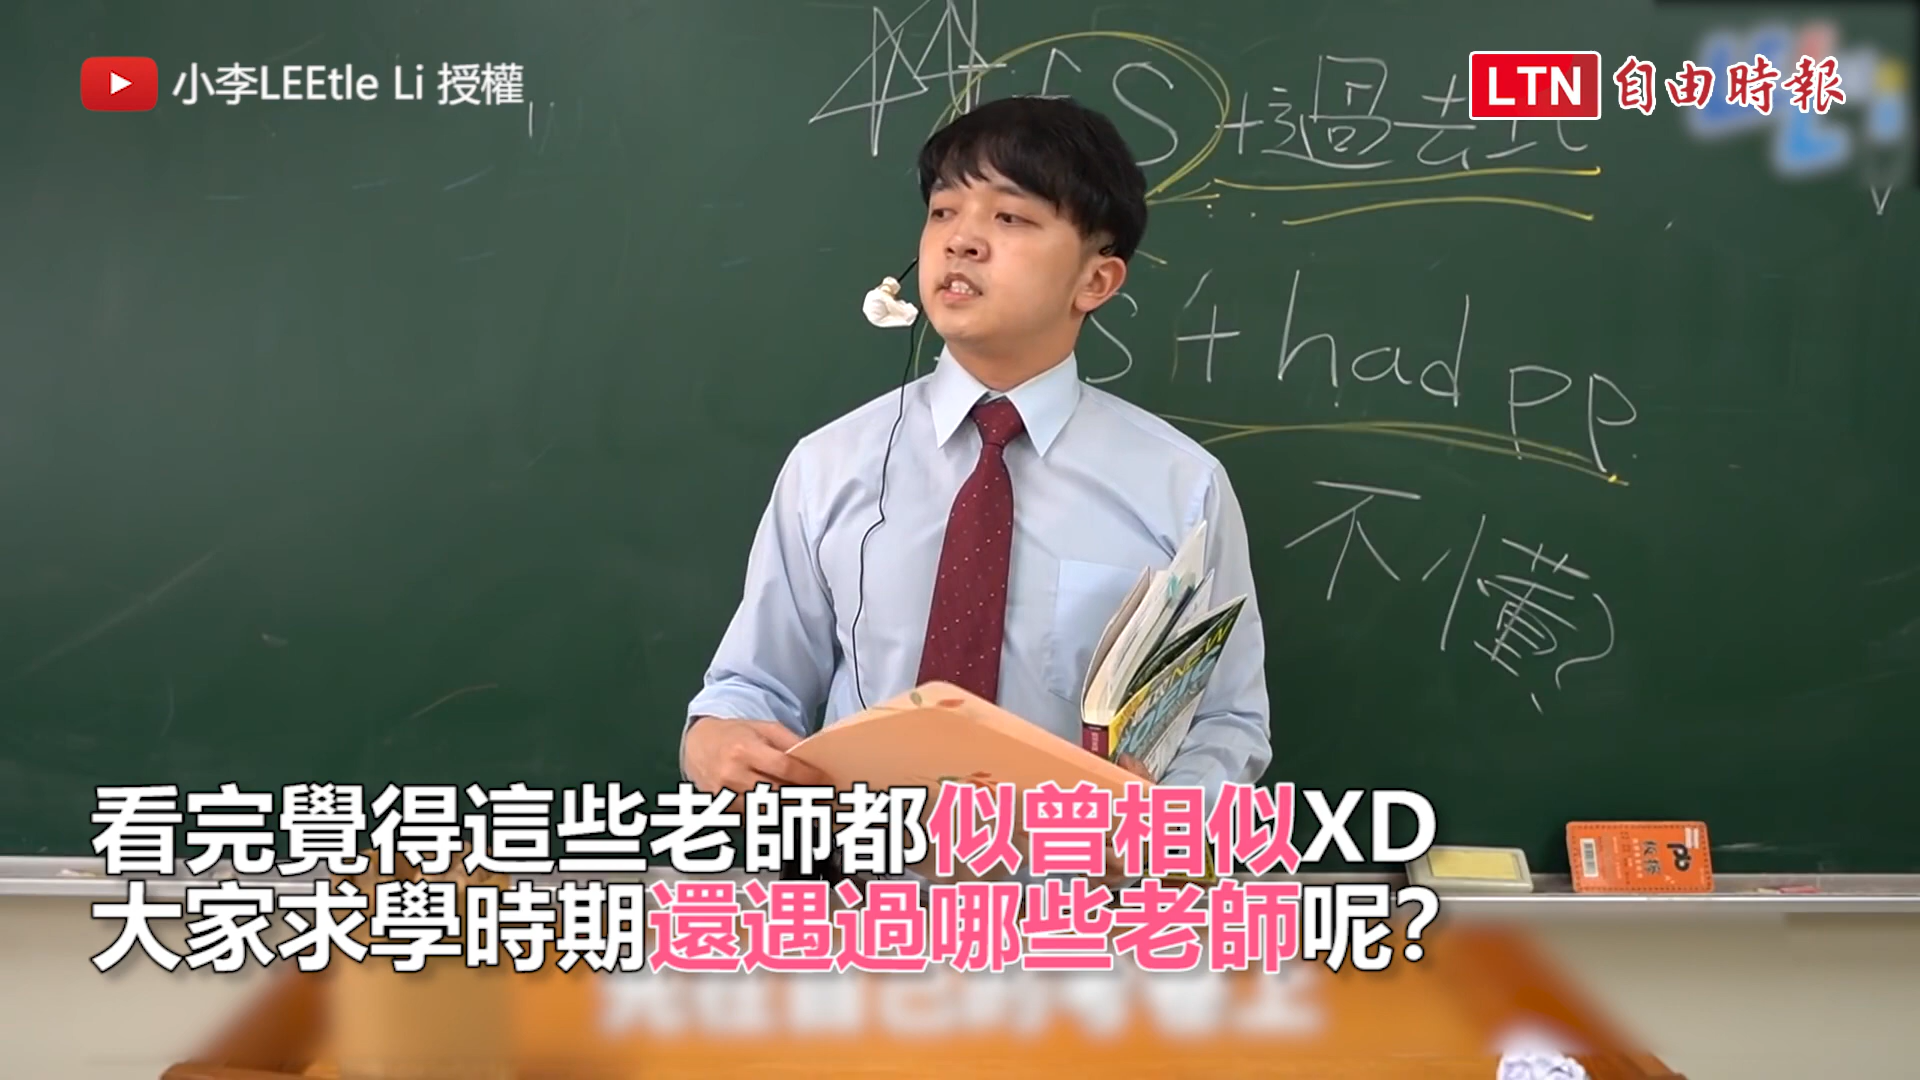 小李LEEtle Li 授權
LTN 自由時報
+S+過去式
S'+had pp
不懂?
NEW
看完覺得這些老師都似曾相似XD
大家求學時期還遇過哪些老師呢?